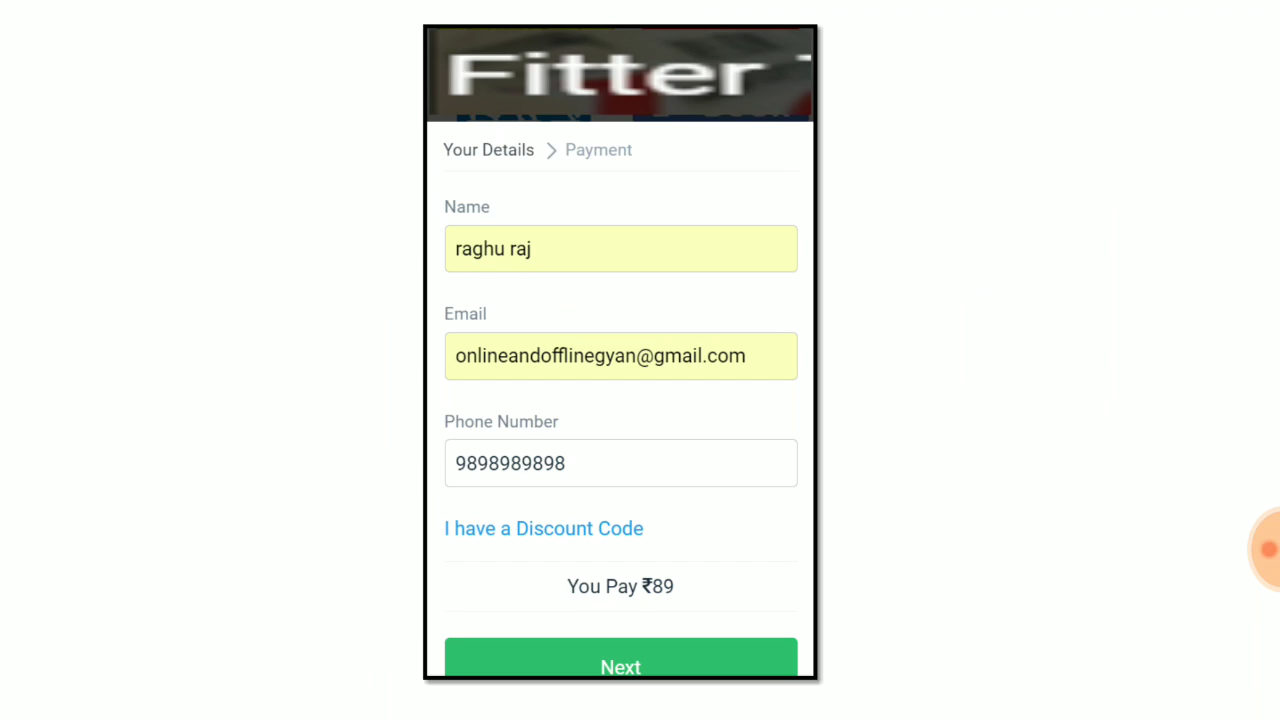 Fitter
Your Details > Payment
Name
raghu raj
Email
onlineandofflinegyan@gmail.com
Phone Number
9898989898
I have a Discount Code
You Pay ₹89
Next